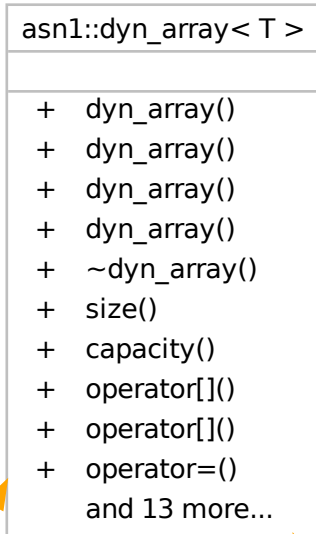 asn1::dyn_array< T >
+ dyn_array()
+ dyn_array()
+ dyn_array()
+ dyn_array()
+ ~dyn_array()
+ size()
+ capacity()
+ operator[]()
+ operator[]()
+ operator=()
and 13 more...